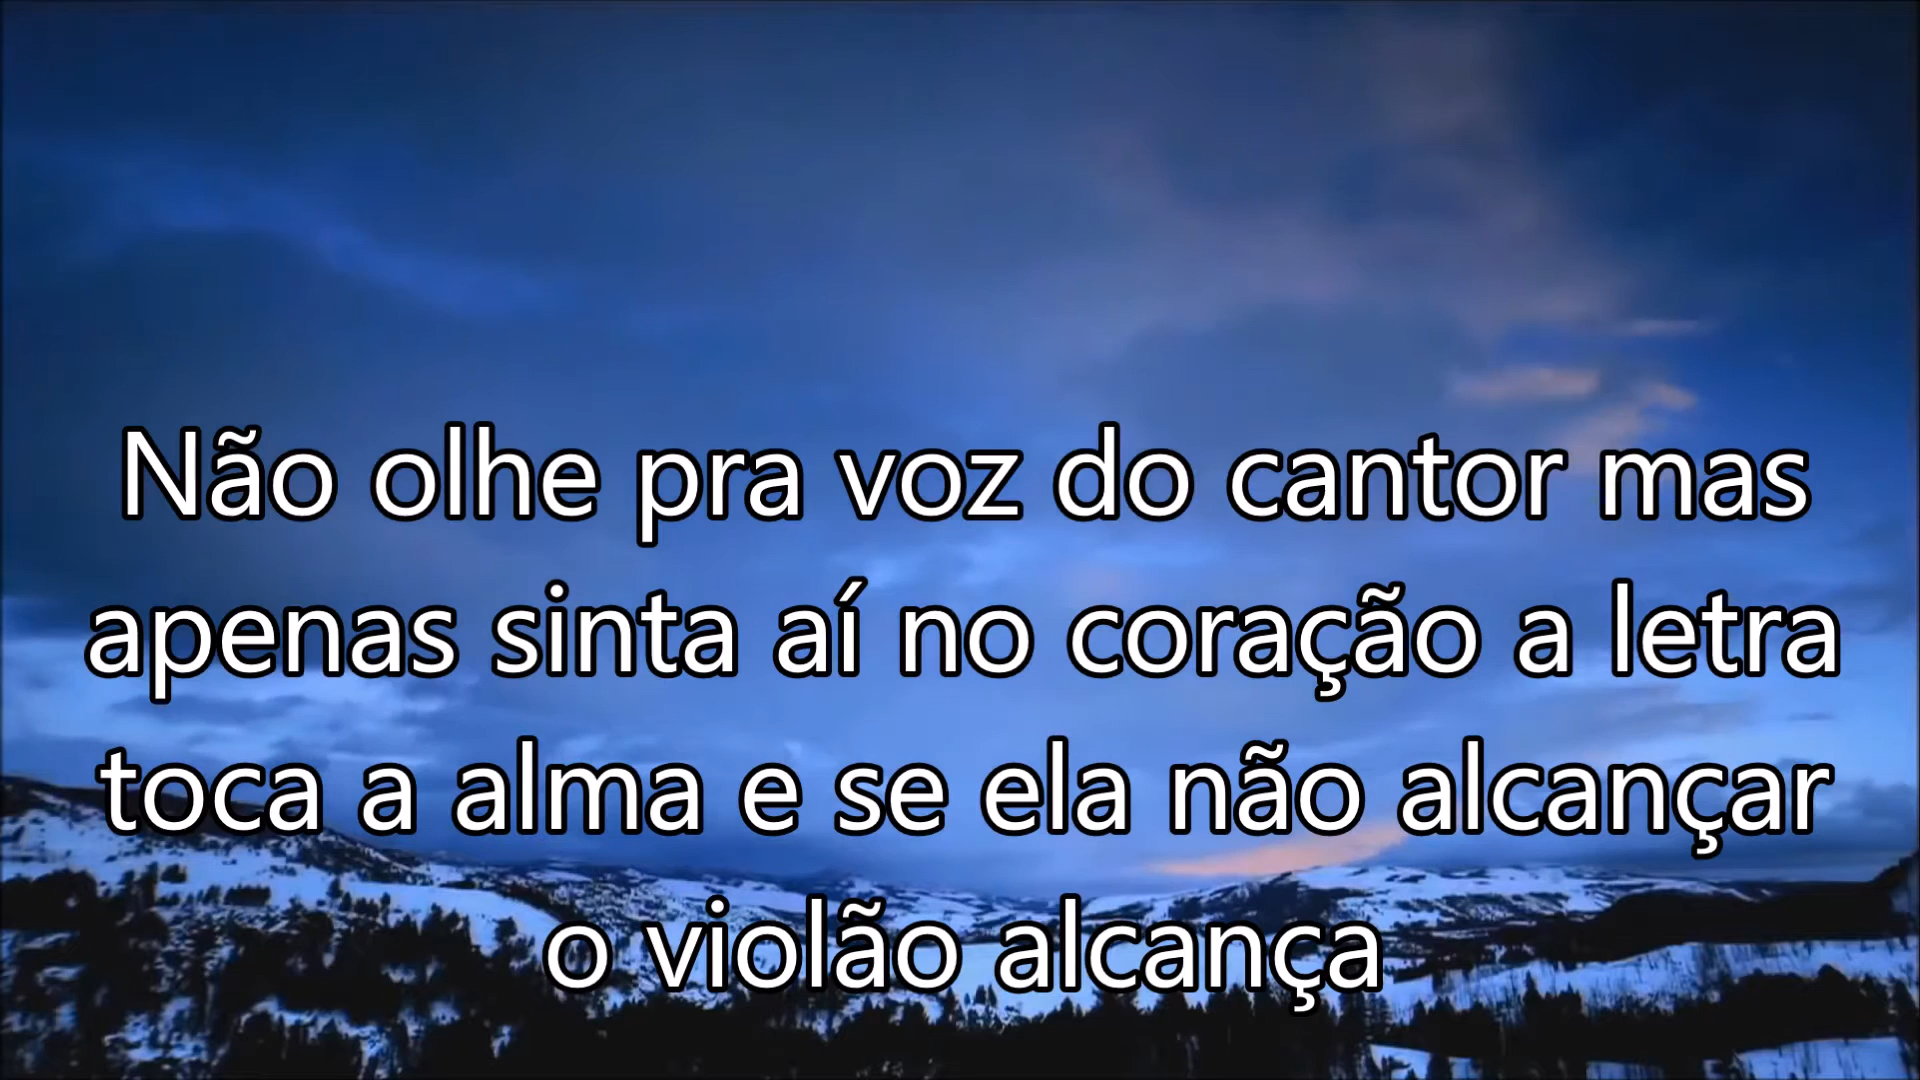 Não olhe pra voz do cantor mas
apenas sinta aí no coração a letra
toca a alma e se ela não alcançar
o violão alcança